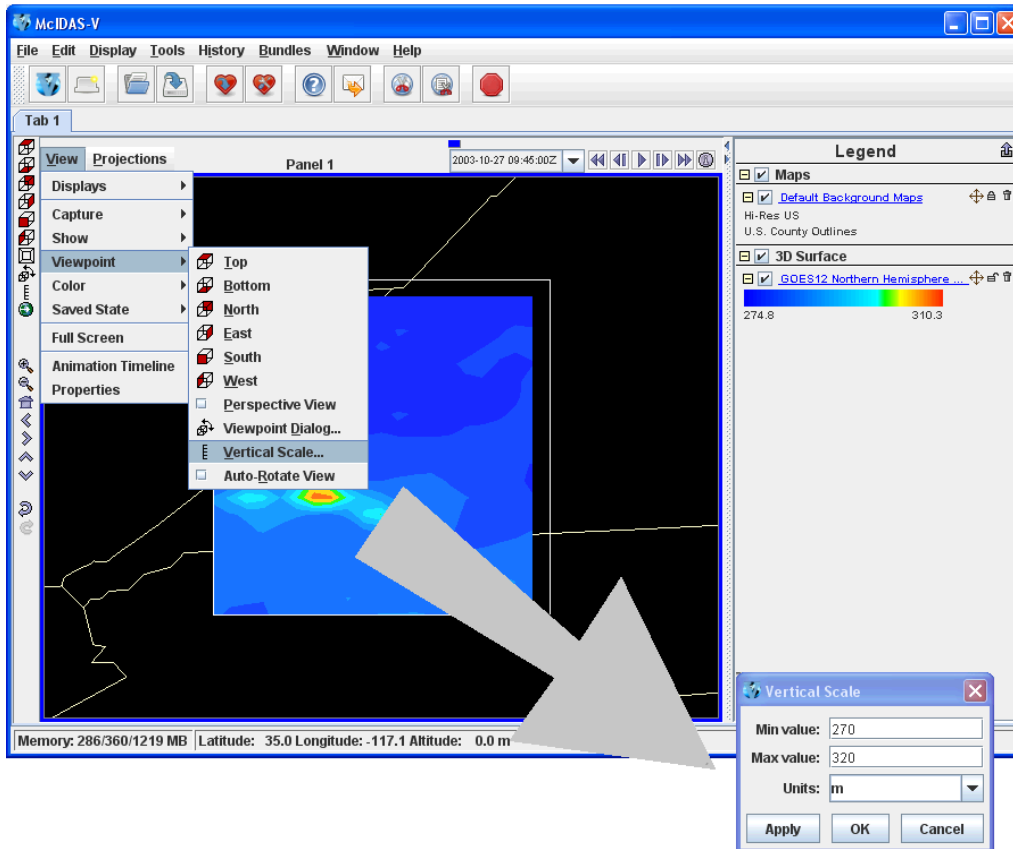 McIDAS-V
File Edit Display Tools History Bundles Window Help
Tab 1
View Projections
Panel 1
2003-10-27 09:45:00Z
Displays
Capture
Show
Viewpoint
Color
Saved State
Full Screen
Animation Timeline
Properties
Top
Bottom
North
East
South
West
Perspective View
Viewpoint Dialog...
Vertical Scale...
Auto-Rotate View
Legend
Maps
Default Background Maps
Hi-Res US
U.S. County Outlines
3D Surface
GOES12 Northern Hemisphere ...
274.8 310.3
Memory: 286/360/1219 MB Latitude: 35.0 Longitude: -117.1 Altitude: 0.0 m
Vertical Scale
Min value: 270
Max value: 320
Units: m
Apply OK Cancel